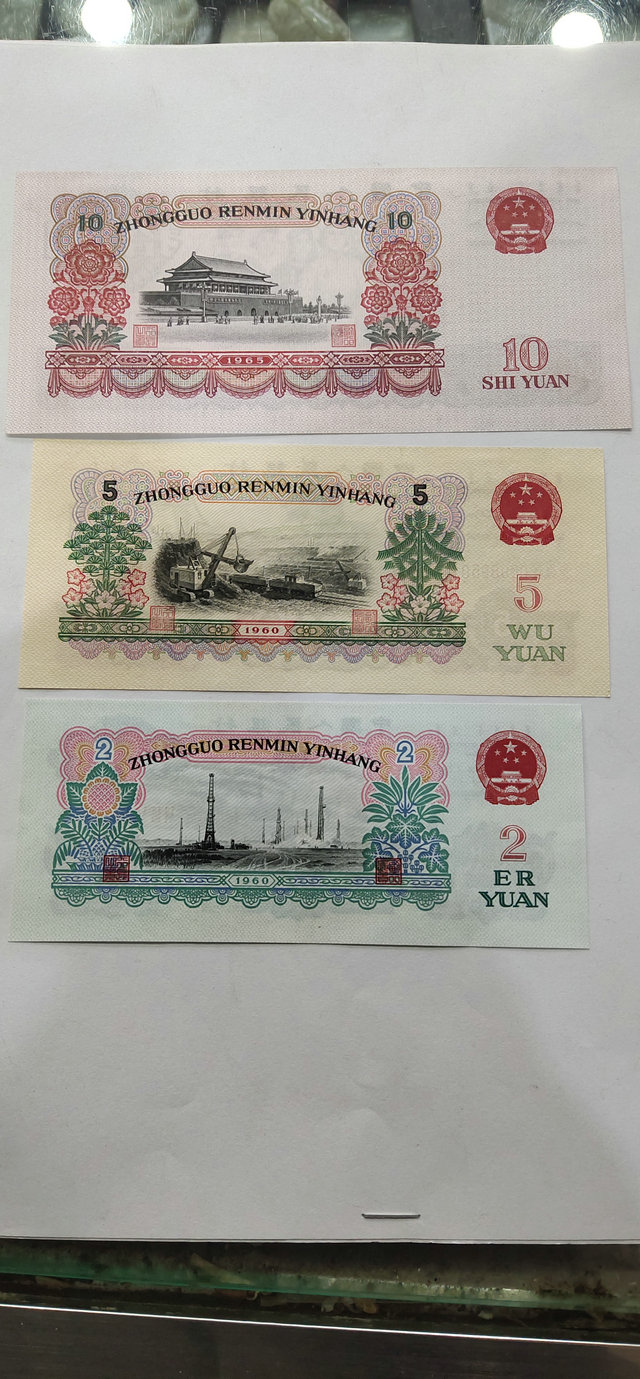 10 ZHONGGUO RENMIN YINHANG 10
1965
10
SHI YUAN
5 ZHONGGUO RENMIN YINHANG 5
1960
5
WU
YUAN
2 ZHONGGUO RENMIN YINHANG 2
1960
2
ER
YUAN